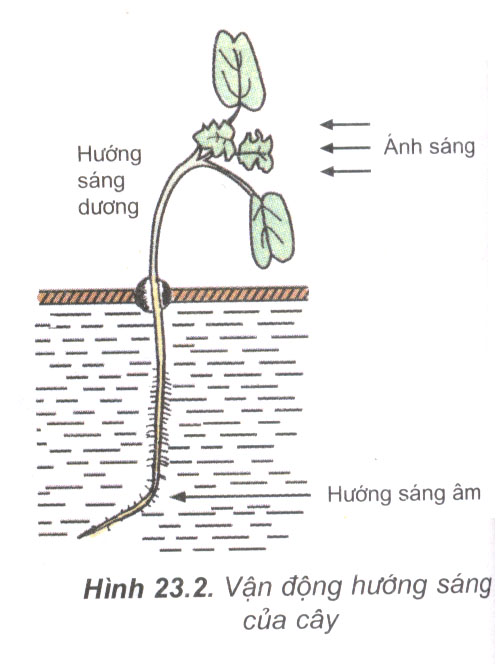 Hướng
sáng
dương
Ánh sáng
Hướng sáng âm
Hình 23.2. Vận động hướng sáng
của cây